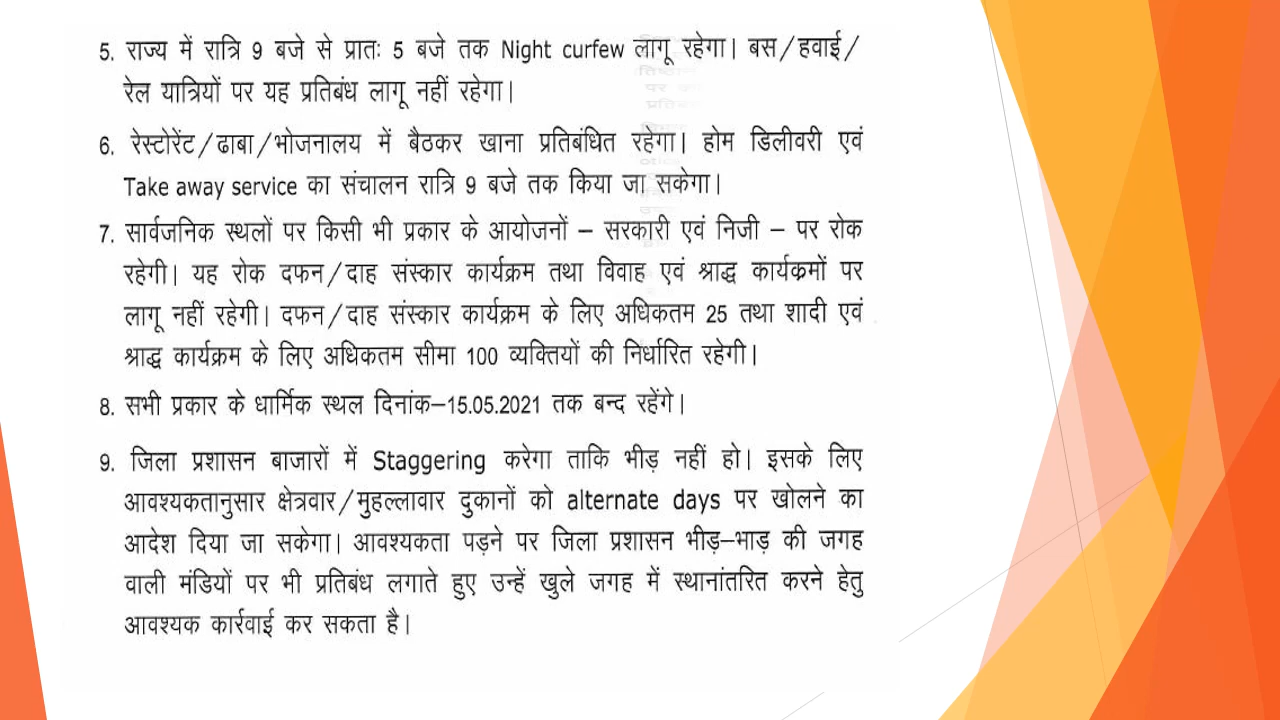 5. राज्य में रात्रि 9 बजे से प्रातः 5 बजे तक Night curfew लागू रहेगा। बस/हवाई/
रेल यात्रियों पर यह प्रतिबंध लागू नहीं रहेगा।
6. रेस्टोरेंट/ढाबा/भोजनालय में बैठकर खाना प्रतिबंधित रहेगा। होम डिलीवरी एवं
Take away service का संचालन रात्रि 9 बजे तक किया जा सकेगा।
7. सार्वजनिक स्थलों पर किसी भी प्रकार के आयोजनों – सरकारी एवं निजी – पर रोक
रहेगी। यह रोक दफन/दाह संस्कार कार्यक्रम तथा विवाह एवं श्राद्ध कार्यक्रमों पर
लागू नहीं रहेगी। दफन/दाह संस्कार कार्यक्रम के लिए अधिकतम 25 तथा शादी एवं
श्राद्ध कार्यक्रम के लिए अधिकतम सीमा 100 व्यक्तियों की निर्धारित रहेगी।
8. सभी प्रकार के धार्मिक स्थल दिनांक–15.05.2021 तक बन्द रहेंगे।
9. जिला प्रशासन बाजारों में Staggering करेगा ताकि भीड़ नहीं हो। इसके लिए
आवश्यकतानुसार क्षेत्रवार/मुहल्लावार दुकानों को alternate days पर खोलने का
आदेश दिया जा सकेगा। आवश्यकता पड़ने पर जिला प्रशासन भीड़–भाड़ की जगह
वाली मंडियों पर भी प्रतिबंध लगाते हुए उन्हें खुले जगह में स्थानांतरित करने हेतु
आवश्यक कार्रवाई कर सकता है।